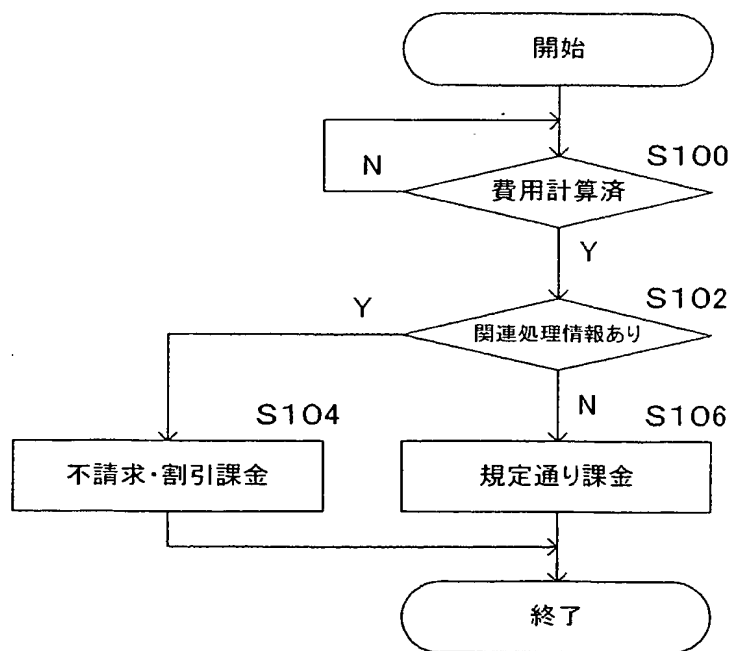 開始
S100
N
費用計算済
Y
S102
Y
関連処理情報あり
N
S104
S106
不請求・割引課金
規定通り課金
終了